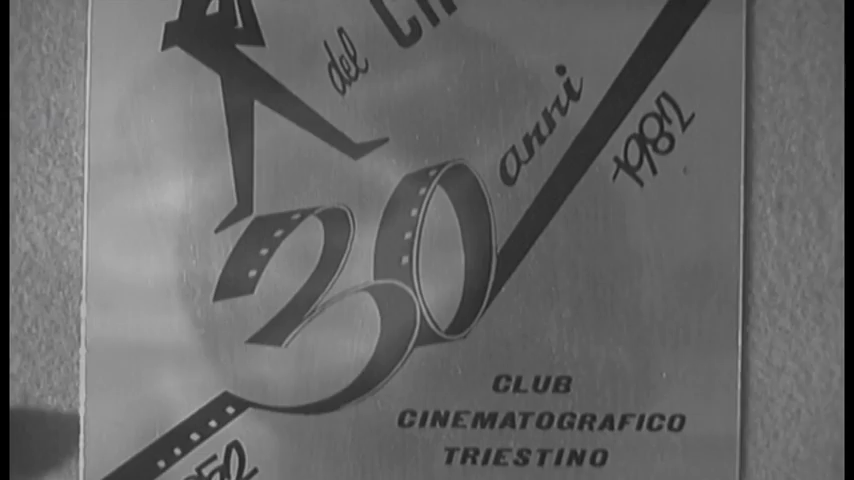 del
anni
1982
30
CLUB
CINEMATOGRAFICO
TRIESTINO